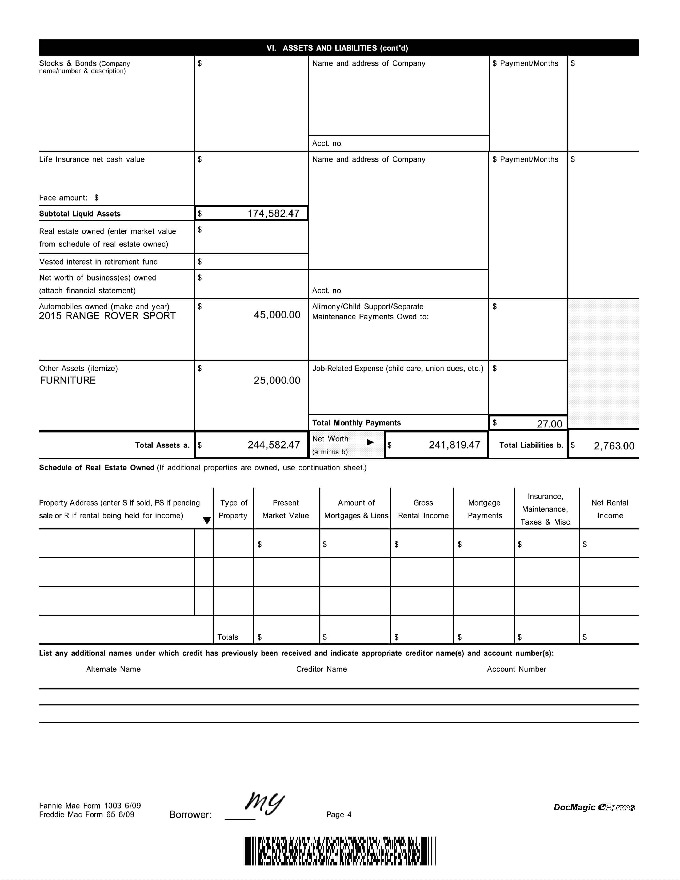 VI. ASSETS AND LIABILITIES (cont'd)
Stocks & Bonds (Company
name/number & description)
$
Name and address of Company
$ Payment/Months
$
Acct. no
Life Insurance net cash value
$
Name and address of Company
$ Payment/Months
$
Face amount: $
Subtotal Liquid Assets
$ 174,582.47
Real estate owned (enter market value
from schedule of real estate owned)
$
Vested interest in retirement fund
$
Net worth of business(es) owned
(attach financial statement)
$
Acct. no
Automobiles owned (make and year)
2015 RANGE ROVER SPORT
$ 45,000.00
Alimony/Child Support/Separate
Maintenance Payments Owed to:
$
Other Assets (itemize)
FURNITURE
$ 25,000.00
Job-Related Expense (child care, union dues, etc.)
$
Total Monthly Payments
$ 27.00
Total Assets a.
$ 244,582.47
Net Worth
(a minus b)
$ 241,819.47
Total Liabilities b.
$ 2,763.00
Schedule of Real Estate Owned (If additional properties are owned, use continuation sheet.)
Property Address (enter S if sold, PS if pending
sale or R if rental being held for income)
Type of
Property
Present
Market Value
Amount of
Mortgages & Liens
Gross
Rental Income
Mortgage
Payments
Insurance,
Maintenance,
Taxes & Misc
Net Rental
Income
$ $ $ $ $ $
Totals $ $ $ $ $ $
List any additional names under which credit has previously been received and indicate appropriate creditor name(s) and account number(s):
Alternate Name Creditor Name Account Number
Fannie Mae Form 1003 6/09
Freddie Mac Form 65 6/09
Borrower: my
Page 4
DocMagic